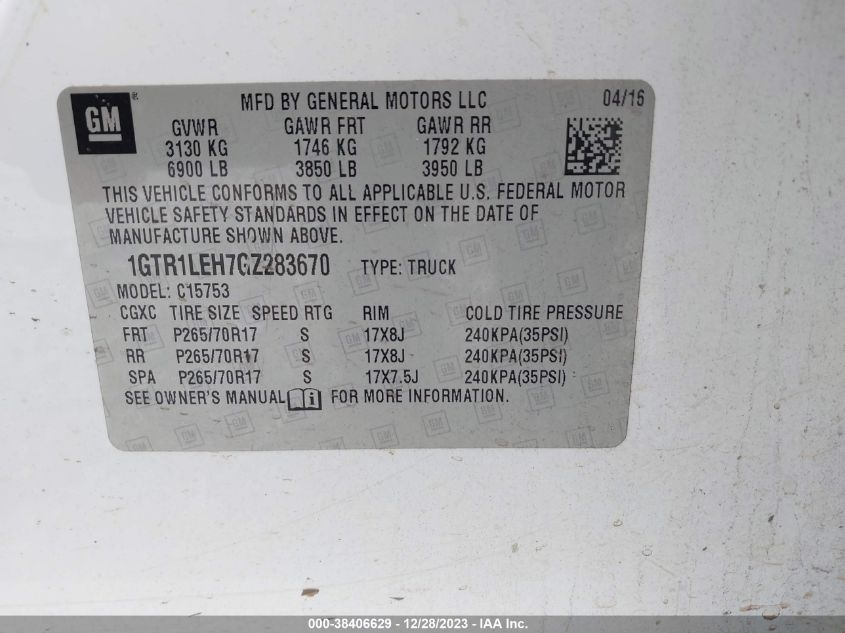 GM ® MFD BY GENERAL MOTORS LLC 04/16
GVWR GAWR FRT GAWR RR
3130 KG 1746 KG 1792 KG
6900 LB 3850 LB 3950 LB
THIS VEHICLE CONFORMS TO ALL APPLICABLE U.S. FEDERAL MOTOR
VEHICLE SAFETY STANDARDS IN EFFECT ON THE DATE OF
MANUFACTURE SHOWN ABOVE.
1GTR1LEH7GZ283670 TYPE: TRUCK
MODEL: C15753
CGXC TIRE SIZE SPEED RTG RIM COLD TIRE PRESSURE
FRT P265/70R17 S 17X8J 240KPA(35PSI)
RR P265/70R17 S 17X8J 240KPA(35PSI)
SPA P265/70R17 S 17X7.5J 240KPA(35PSI)
SEE OWNER'S MANUAL i FOR MORE INFORMATION.
000-38406629 - 12/28/2023 - IAA Inc.